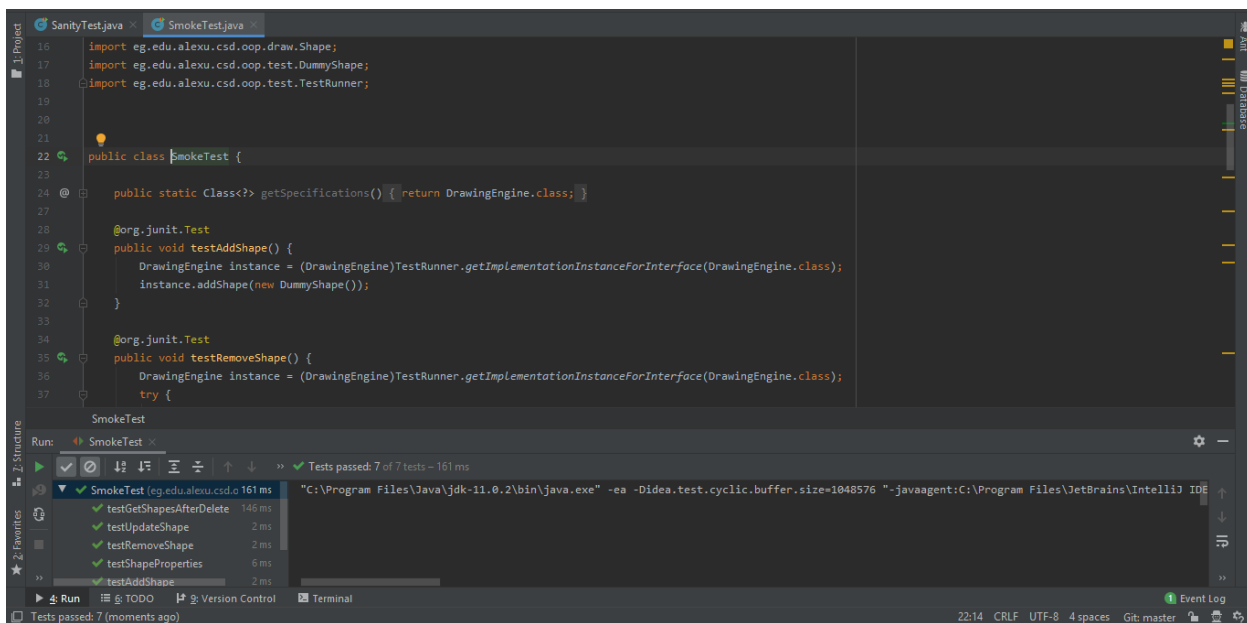 SanityTest.java SmokeTest.java
1: Project
Ant
Database
16 import eg.edu.alexu.csd.oop.draw.Shape;
17 import eg.edu.alexu.csd.oop.test.DummyShape;
18 import eg.edu.alexu.csd.oop.test.TestRunner;
19
20
21
22 public class SmokeTest {
23
24 @ public static Class<?> getSpecifications() { return DrawingEngine.class; }
27
28 @org.junit.Test
29 public void testAddShape() {
30 DrawingEngine instance = (DrawingEngine)TestRunner.getImplementationInstanceForInterface(DrawingEngine.class);
31 instance.addShape(new DummyShape());
32 }
33
34 @org.junit.Test
35 public void testRemoveShape() {
36 DrawingEngine instance = (DrawingEngine)TestRunner.getImplementationInstanceForInterface(DrawingEngine.class);
37 try {
SmokeTest
Z: Structure
2: Favorites
Run: SmokeTest
» Tests passed: 7 of 7 tests – 161 ms
SmokeTest (eg.edu.alexu.csd.o 161 ms "C:\Program Files\Java\jdk-11.0.2\bin\java.exe" -ea -Didea.test.cyclic.buffer.size=1048576 "-javaagent:C:\Program Files\JetBrains\IntelliJ IDE
testGetShapesAfterDelete 146 ms
testUpdateShape 2 ms
testRemoveShape 2 ms
testShapeProperties 6 ms
testAddShape 2 ms
4: Run 6: TODO 9: Version Control Terminal 1 Event Log
Tests passed: 7 (moments ago) 22:14 CRLF UTF-8 4 spaces Git: master